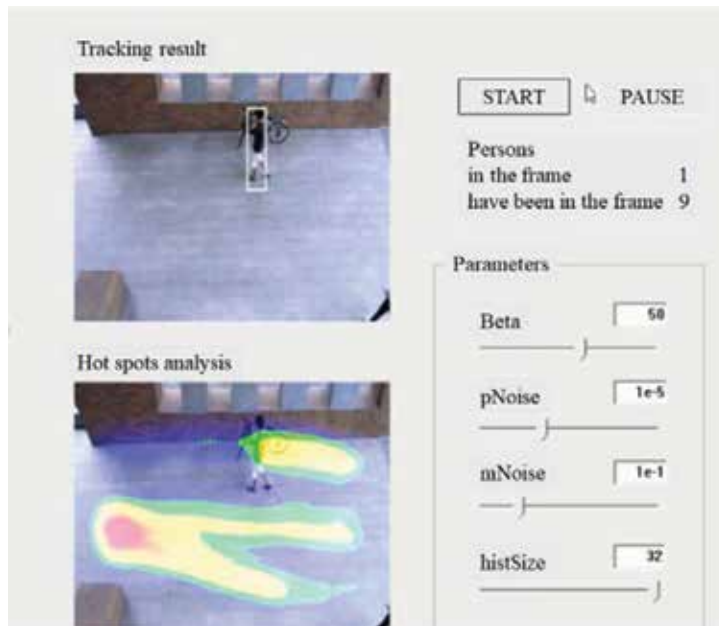 Tracking result
START
PAUSE
Persons
in the frame 1
have been in the frame 9
Parameters
Beta 50
pNoise 1e-5
mNoise 1e-1
histSize 32
Hot spots analysis